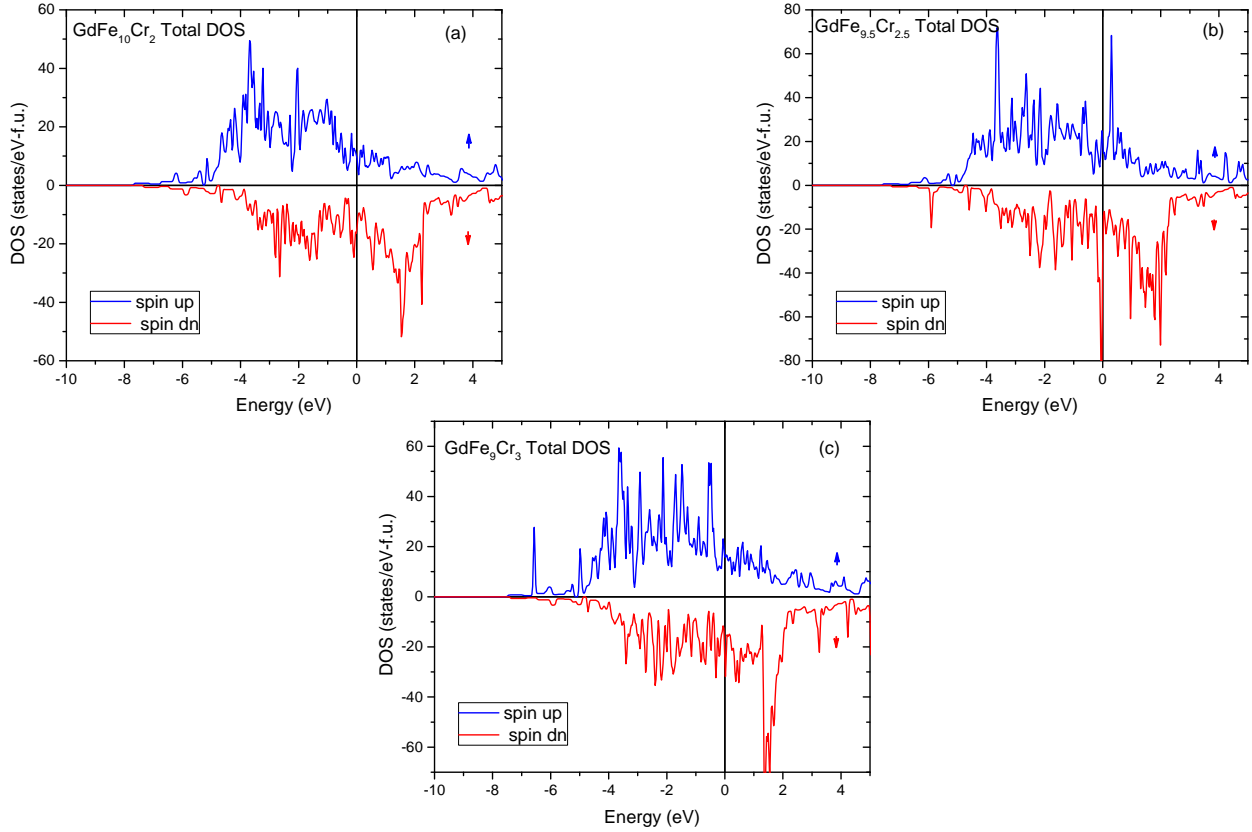 GdFe10Cr2 Total DOS
(a)
60
40
20
0
-20
-40
-60
DOS (states/eV-f.u.)
spin up
spin dn
-10 -8 -6 -4 -2 0 2 4
Energy (eV)
GdFe9.5Cr2.5 Total DOS
(b)
80
60
40
20
0
-20
-40
-60
-80
DOS (states/eV-f.u.)
spin up
spin dn
-10 -8 -6 -4 -2 0 2 4
Energy (eV)
GdFe9Cr3 Total DOS
(c)
60
40
20
0
-20
-40
-60
DOS (states/eV-f.u.)
spin up
spin dn
-10 -8 -6 -4 -2 0 2 4
Energy (eV)